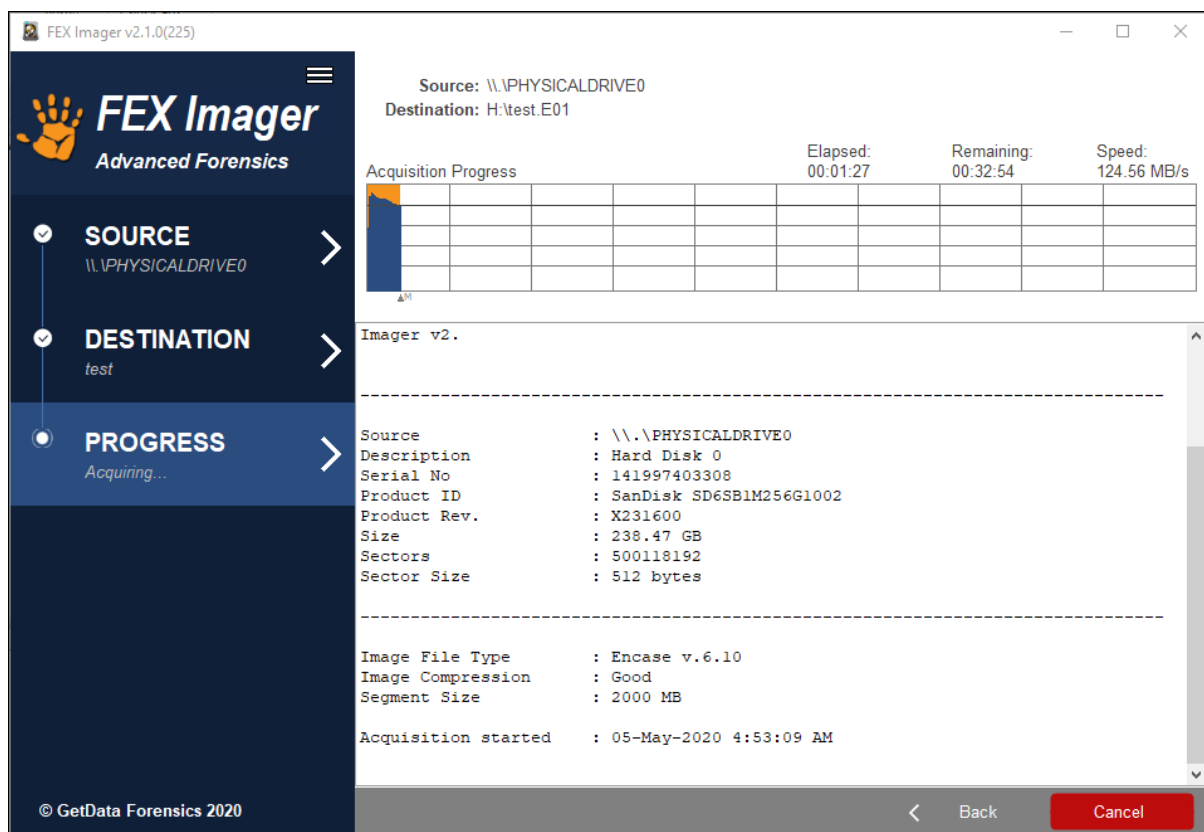 FEX Imager v2.1.0(225)
FEX Imager
Advanced Forensics
SOURCE
\\.\PHYSICALDRIVE0
DESTINATION
test
PROGRESS
Acquiring...
© GetData Forensics 2020
Source: \\.\PHYSICALDRIVE0
Destination: H:\test.E01
Acquisition Progress
Elapsed: Remaining: Speed:
00:01:27 00:32:54 124.56 MB/s
M
Imager v2.
--------------------------------------------------------------------------------
Source : \\.\PHYSICALDRIVE0
Description : Hard Disk 0
Serial No : 141997403308
Product ID : SanDisk SD6SB1M256G1002
Product Rev. : X231600
Size : 238.47 GB
Sectors : 500118192
Sector Size : 512 bytes
--------------------------------------------------------------------------------
Image File Type : Encase v.6.10
Image Compression : Good
Segment Size : 2000 MB
Acquisition started : 05-May-2020 4:53:09 AM
Back
Cancel